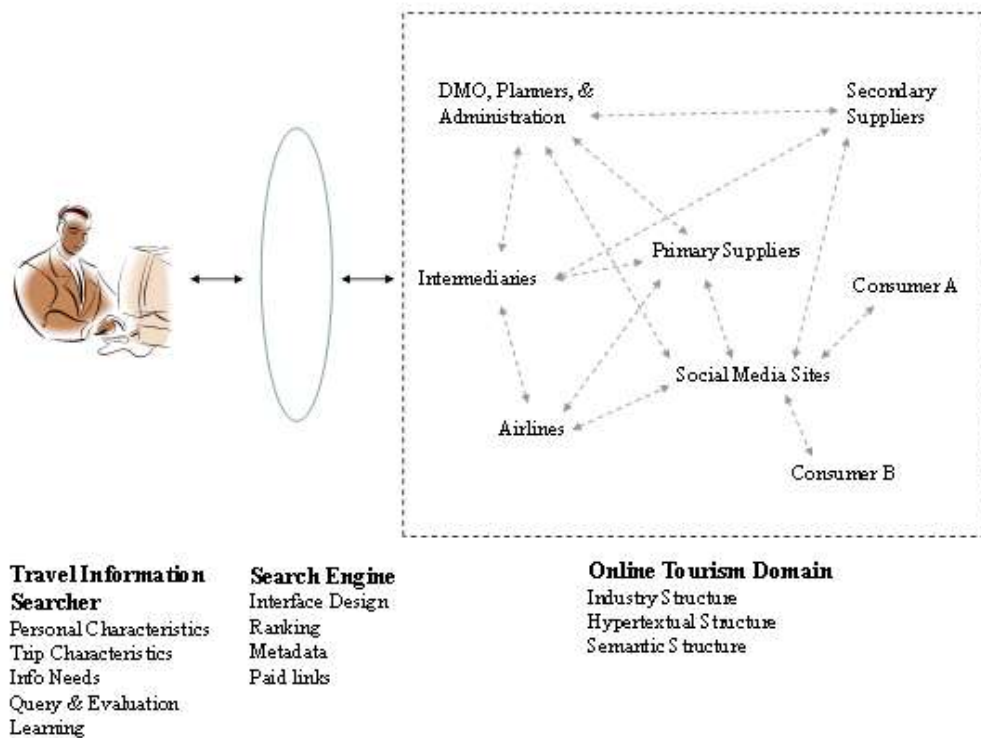 DMO, Planners, &
Administration
Secondary
Suppliers
Primary Suppliers
Intermediaries
Consumer A
Social Media Sites
Airlines
Consumer B
Travel Information
Searcher
Personal Characteristics
Trip Characteristics
Info Needs
Query & Evaluation
Learning
Search Engine
Interface Design
Ranking
Metadata
Paid links
Online Tourism Domain
Industry Structure
Hypertextual Structure
Semantic Structure